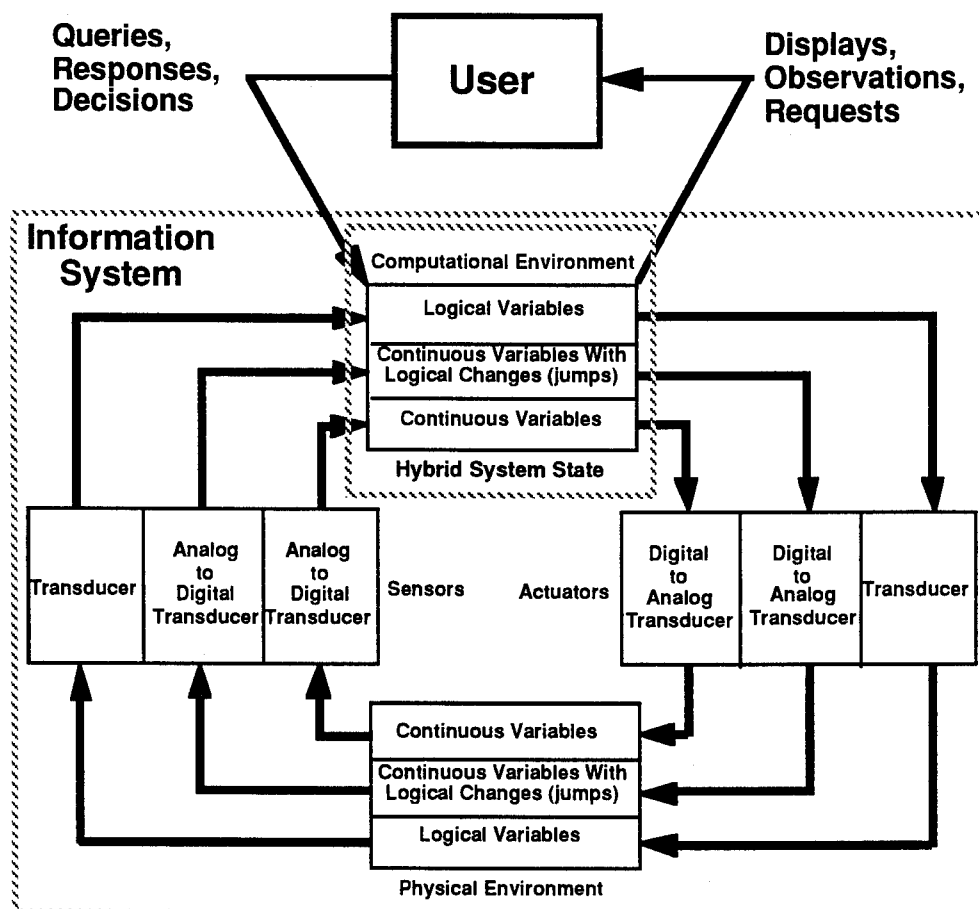 Queries,
Responses,
Decisions
User
Displays,
Observations,
Requests
Information
System
Computational Environment
Logical Variables
Continuous Variables With
Logical Changes (jumps)
Continuous Variables
Hybrid System State
Transducer
Analog
to
Digital
Transducer
Analog
to
Digital
Transducer
Sensors
Actuators
Digital
to
Analog
Transducer
Digital
to
Analog
Transducer
Transducer
Continuous Variables
Continuous Variables With
Logical Changes (jumps)
Logical Variables
Physical Environment